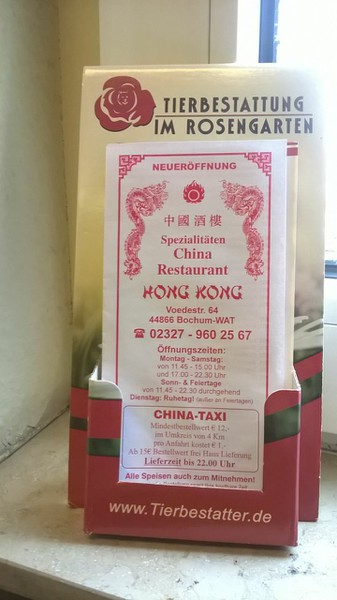 TIERBESTATTUNG
IM ROSENGARTEN
NEUERÖFFNUNG
中國酒樓
Spezialitäten
China
Restaurant
HONG KONG
Voedestr. 64
44866 Bochum-WAT
☎ 02327 - 960 25 67
Öffnungszeiten:
Montag - Samstag:
von 11.45 - 15.00 Uhr
und 17.00 - 22.30 Uhr
Sonn- & Feiertage
von 11.45 - 22.30 durchgehend
Dienstag: Ruhetag! (außer an Feiertagen)
CHINA-TAXI
Mindestbestellwert € 12,-
im Umkreis von 4 Km
pro Anfahrt kostet € 1,-
Ab 15€ Bestellwert frei Haus Lieferung
Lieferzeit bis 22.00 Uhr
Alle Speisen auch zum Mitnehmen!
www.Tierbestatter.de